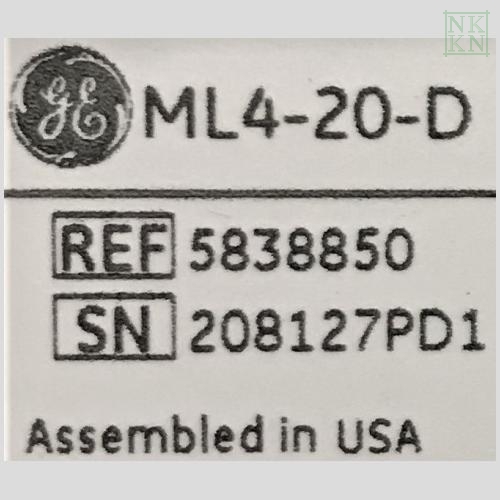 NK
KN
GE
ML4-20-D
REF 5838850
SN 208127PD1
Assembled in USA